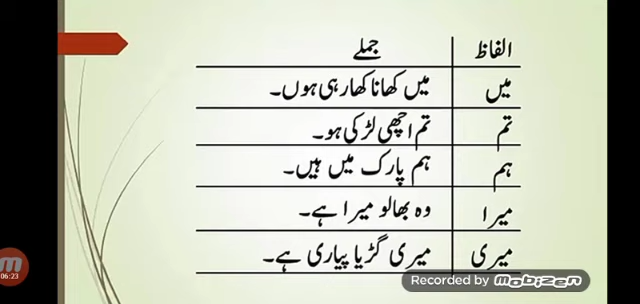 الفاظ جملے
میں میں کھانا کھا رہی ہوں۔
تم تم اچھی لڑکی ہو۔
ہم ہم پارک میں ہیں۔
میرا وہ بھالو میرا ہے۔
میری میری گڑیا پیاری ہے۔
06:23
Recorded by mobizen